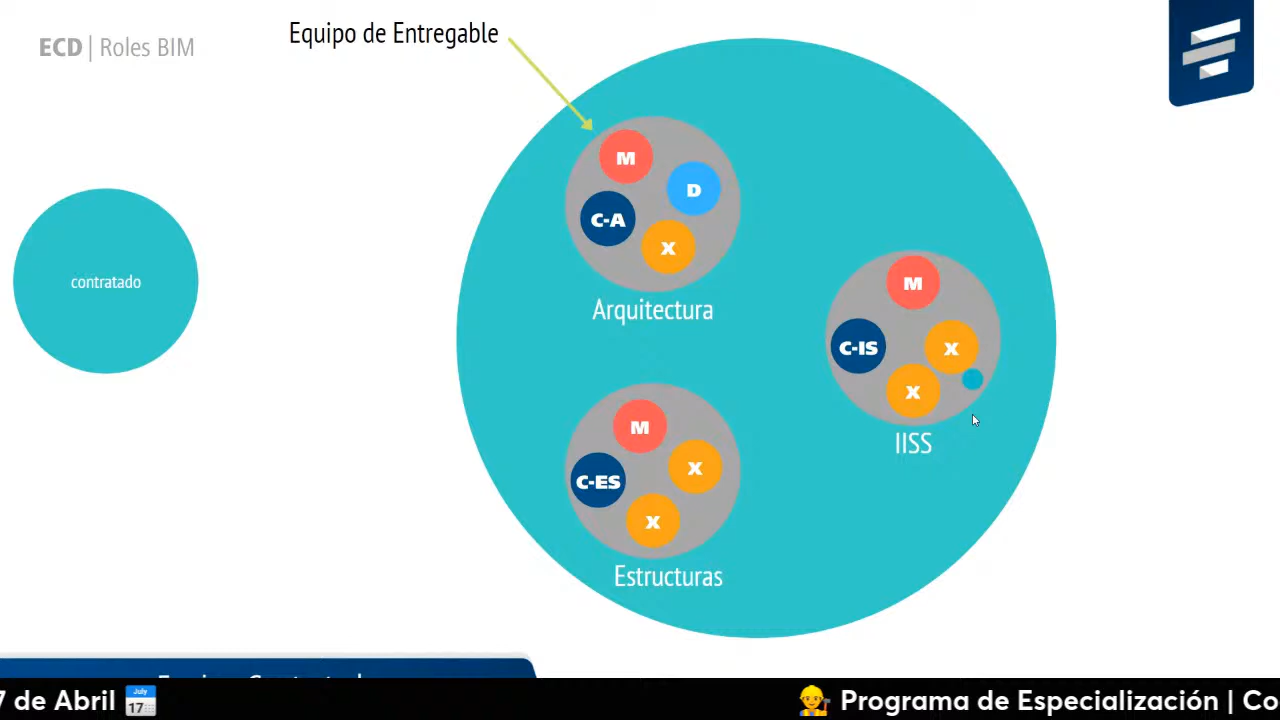 ECD | Roles BIM
Equipo de Entregable
contratado
M
D
C-A
X
Arquitectura
M
C-IS
X
X
IISS
M
X
C-ES
X
Estructuras
7 de Abril
July
17
Programa de Especialización | Co